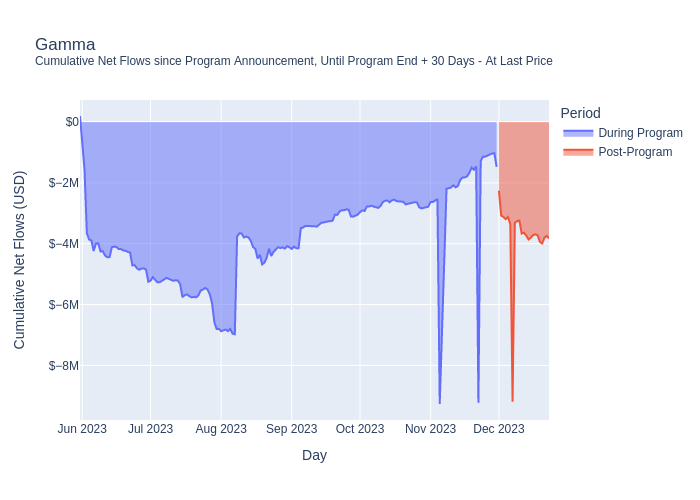 Gamma
Cumulative Net Flows since Program Announcement, Until Program End + 30 Days - At Last Price
Period
During Program
Post-Program
Cumulative Net Flows (USD)
$0
$−2M
$−4M
$−6M
$−8M
Jun 2023
Jul 2023
Aug 2023
Sep 2023
Oct 2023
Nov 2023
Dec 2023
Day